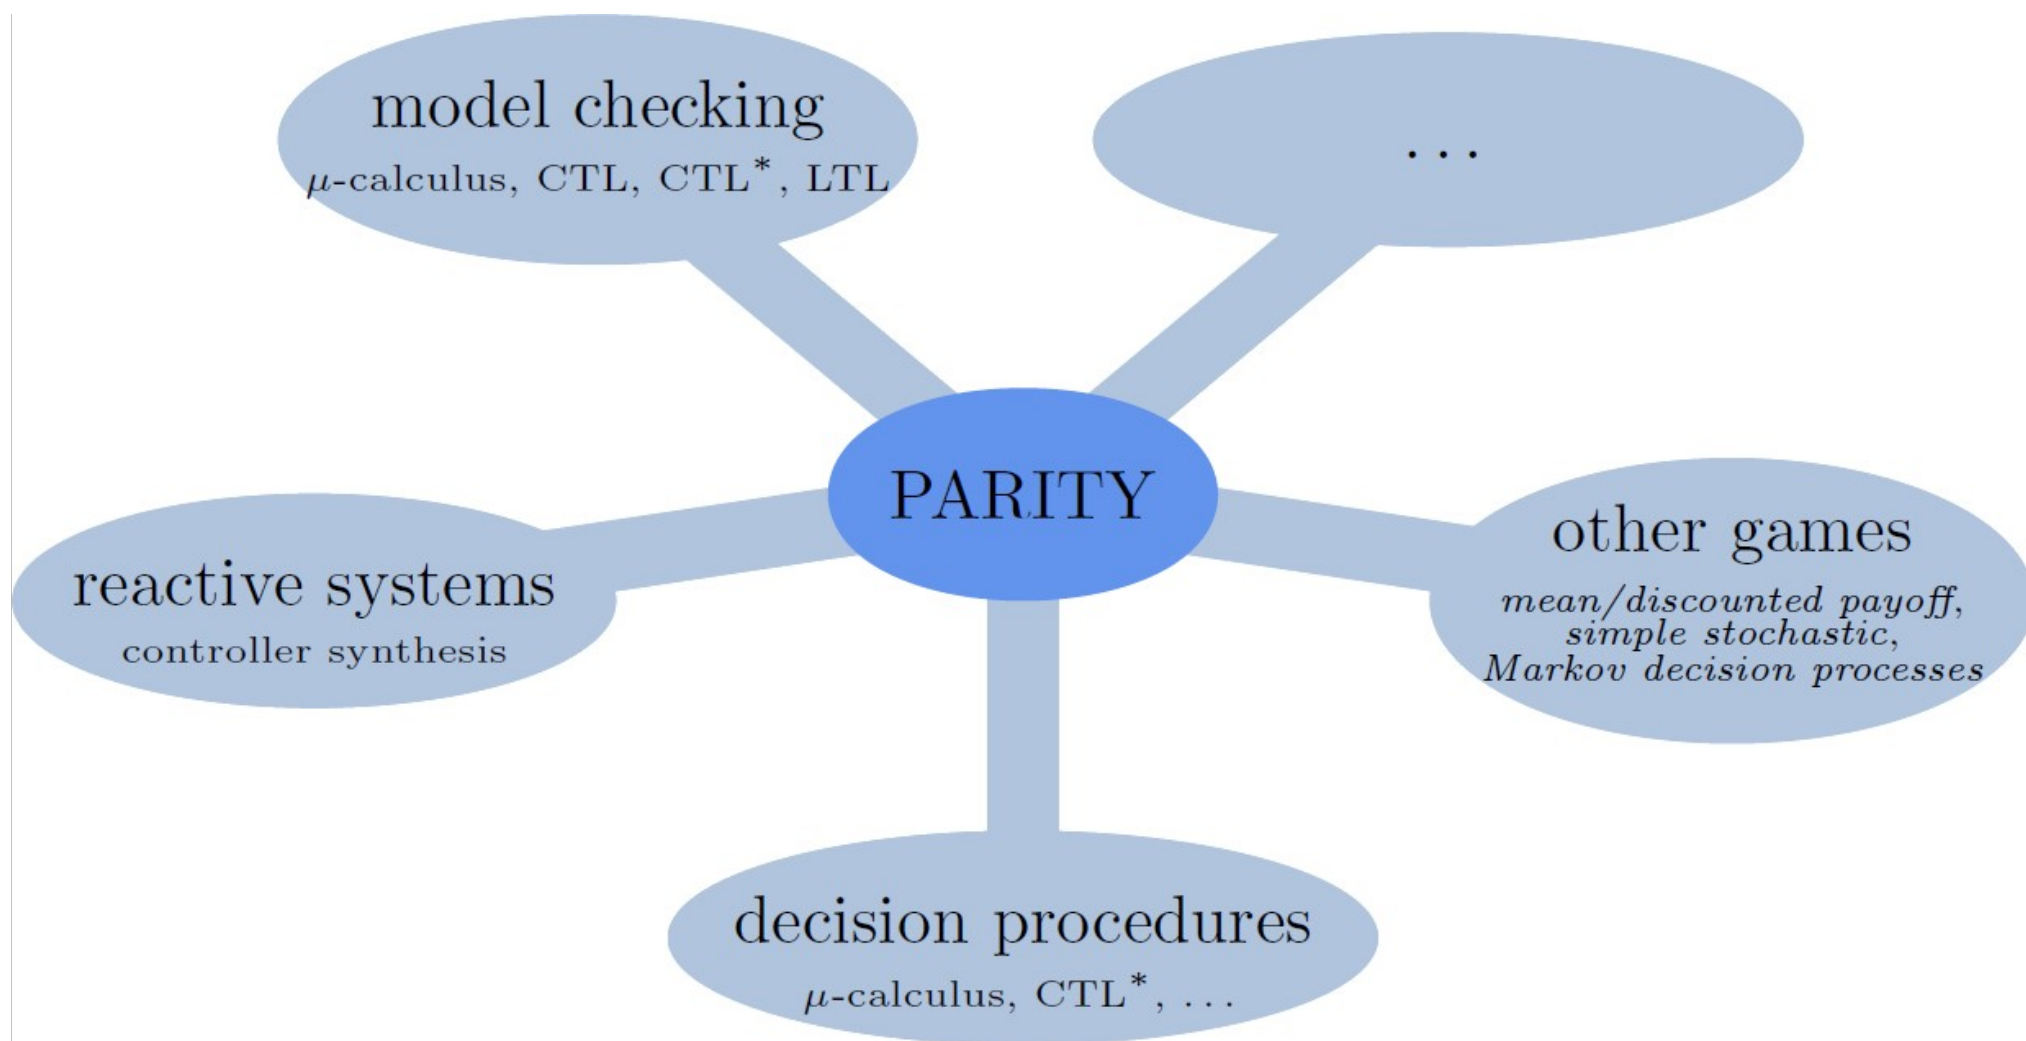 model checking
μ-calculus, CTL, CTL*, LTL
...
PARITY
reactive systems
controller synthesis
other games
mean/discounted payoff,
simple stochastic,
Markov decision processes
decision procedures
μ-calculus, CTL*, ...